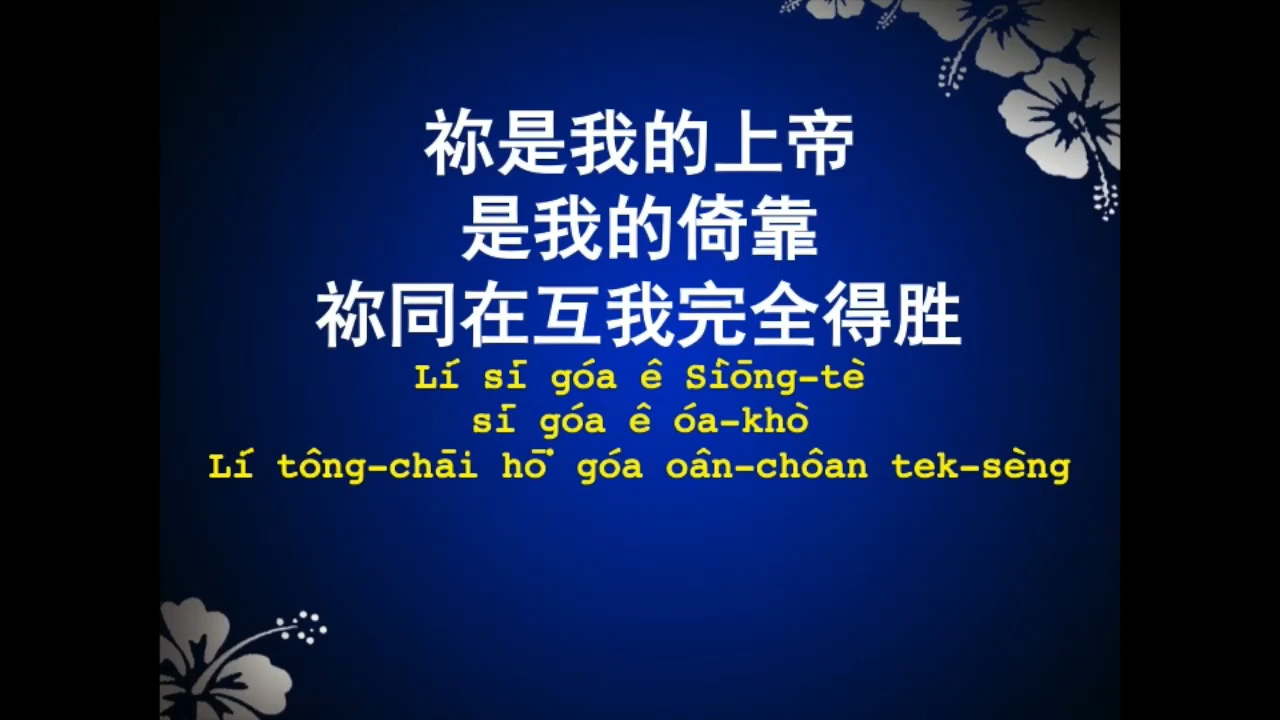 祢是我的上帝
是我的倚靠
祢同在互我完全得胜
Lí sī góa ê Siōng-tè
sī góa ê óa-khò
Lí tông-chāi hō͘ góa oân-chôan tek-sèng